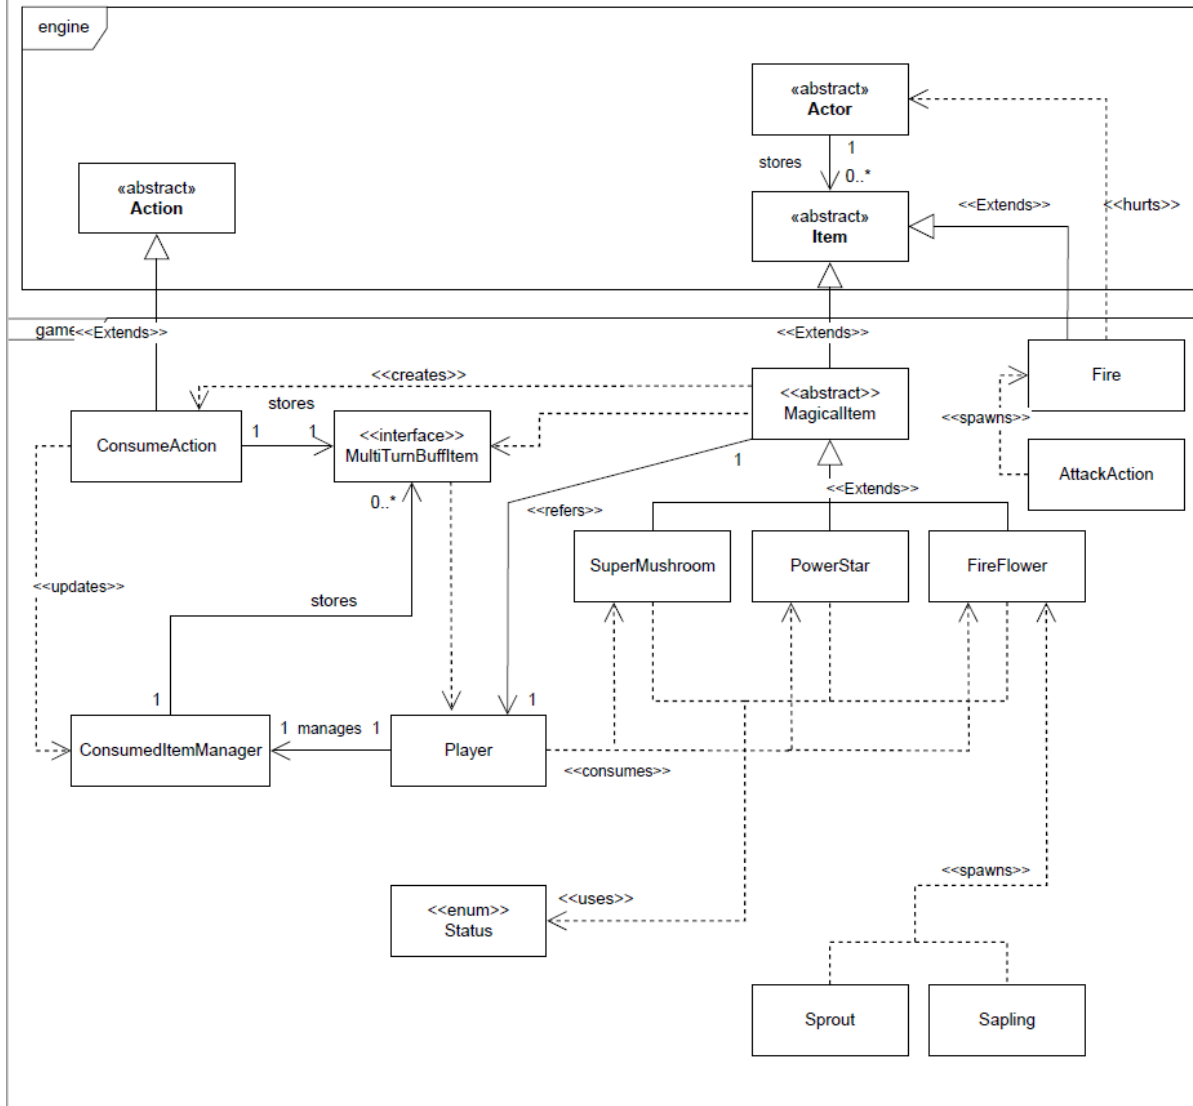 engine
«abstract»
Actor
1
stores
0..*
«abstract»
Action
«abstract»
Item
<<Extends>>
<<hurts>>
game
<<Extends>>
<<Extends>>
<<creates>>
<<abstract>>
MagicalItem
Fire
stores
<<spawns>>
ConsumeAction
1
1
<<interface>>
MultiTurnBuffItem
1
AttackAction
0..*
<<refers>>
<<Extends>>
SuperMushroom
PowerStar
FireFlower
<<updates>>
stores
1
1
ConsumedItemManager
1
manages
1
Player
<<consumes>>
<<spawns>>
<<enum>>
Status
<<uses>>
Sprout
Sapling